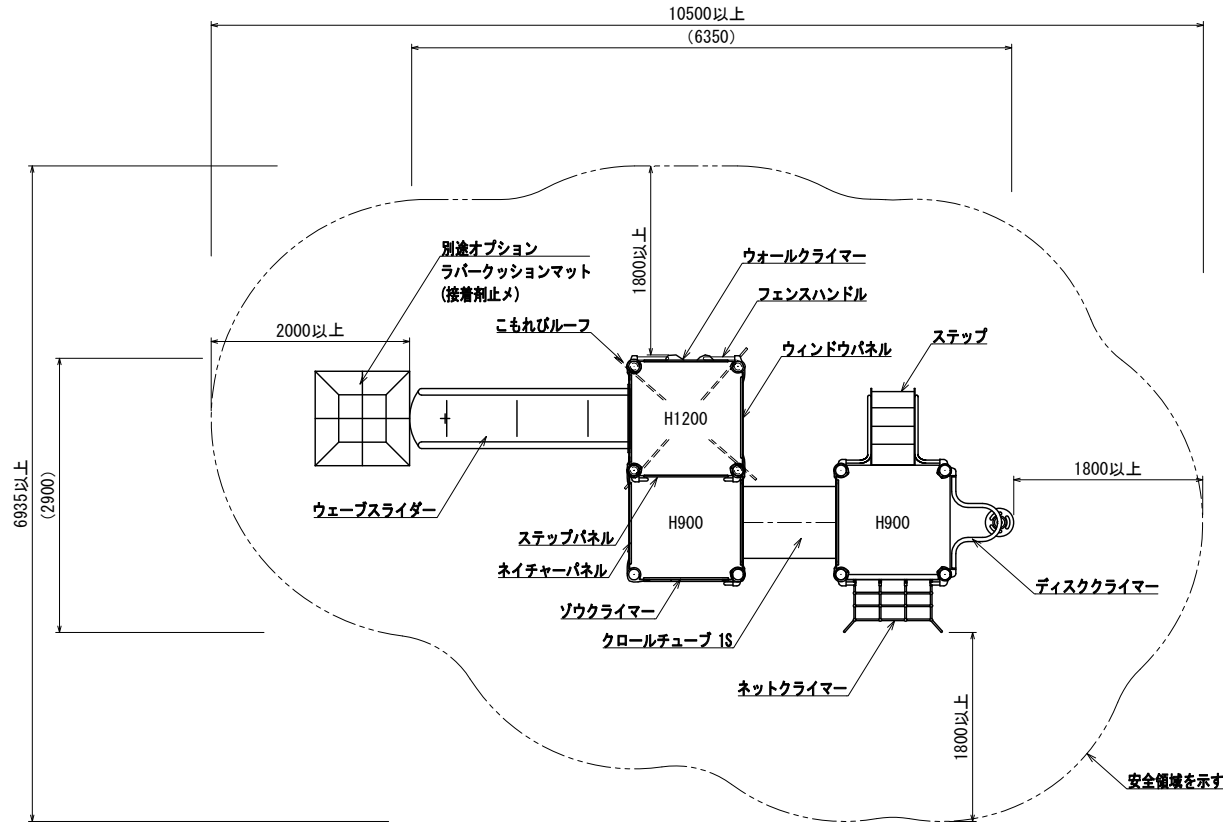 10500以上
(6350)
別途オプション
ラバークッションマット
(接着剤止メ)
1800以上
ウォールクライマー
フェンスハンドル
こもれびルーフ
2000以上
ウィンドウパネル
ステップ
H1200
1800以上
6935以上
(2900)
ウェーブスライダー
ステップパネル
H900
H900
ネイチャーパネル
ディスククライマー
ゾウクライマー
クロールチューブ 1S
ネットクライマー
1800以上
安全領域を示す